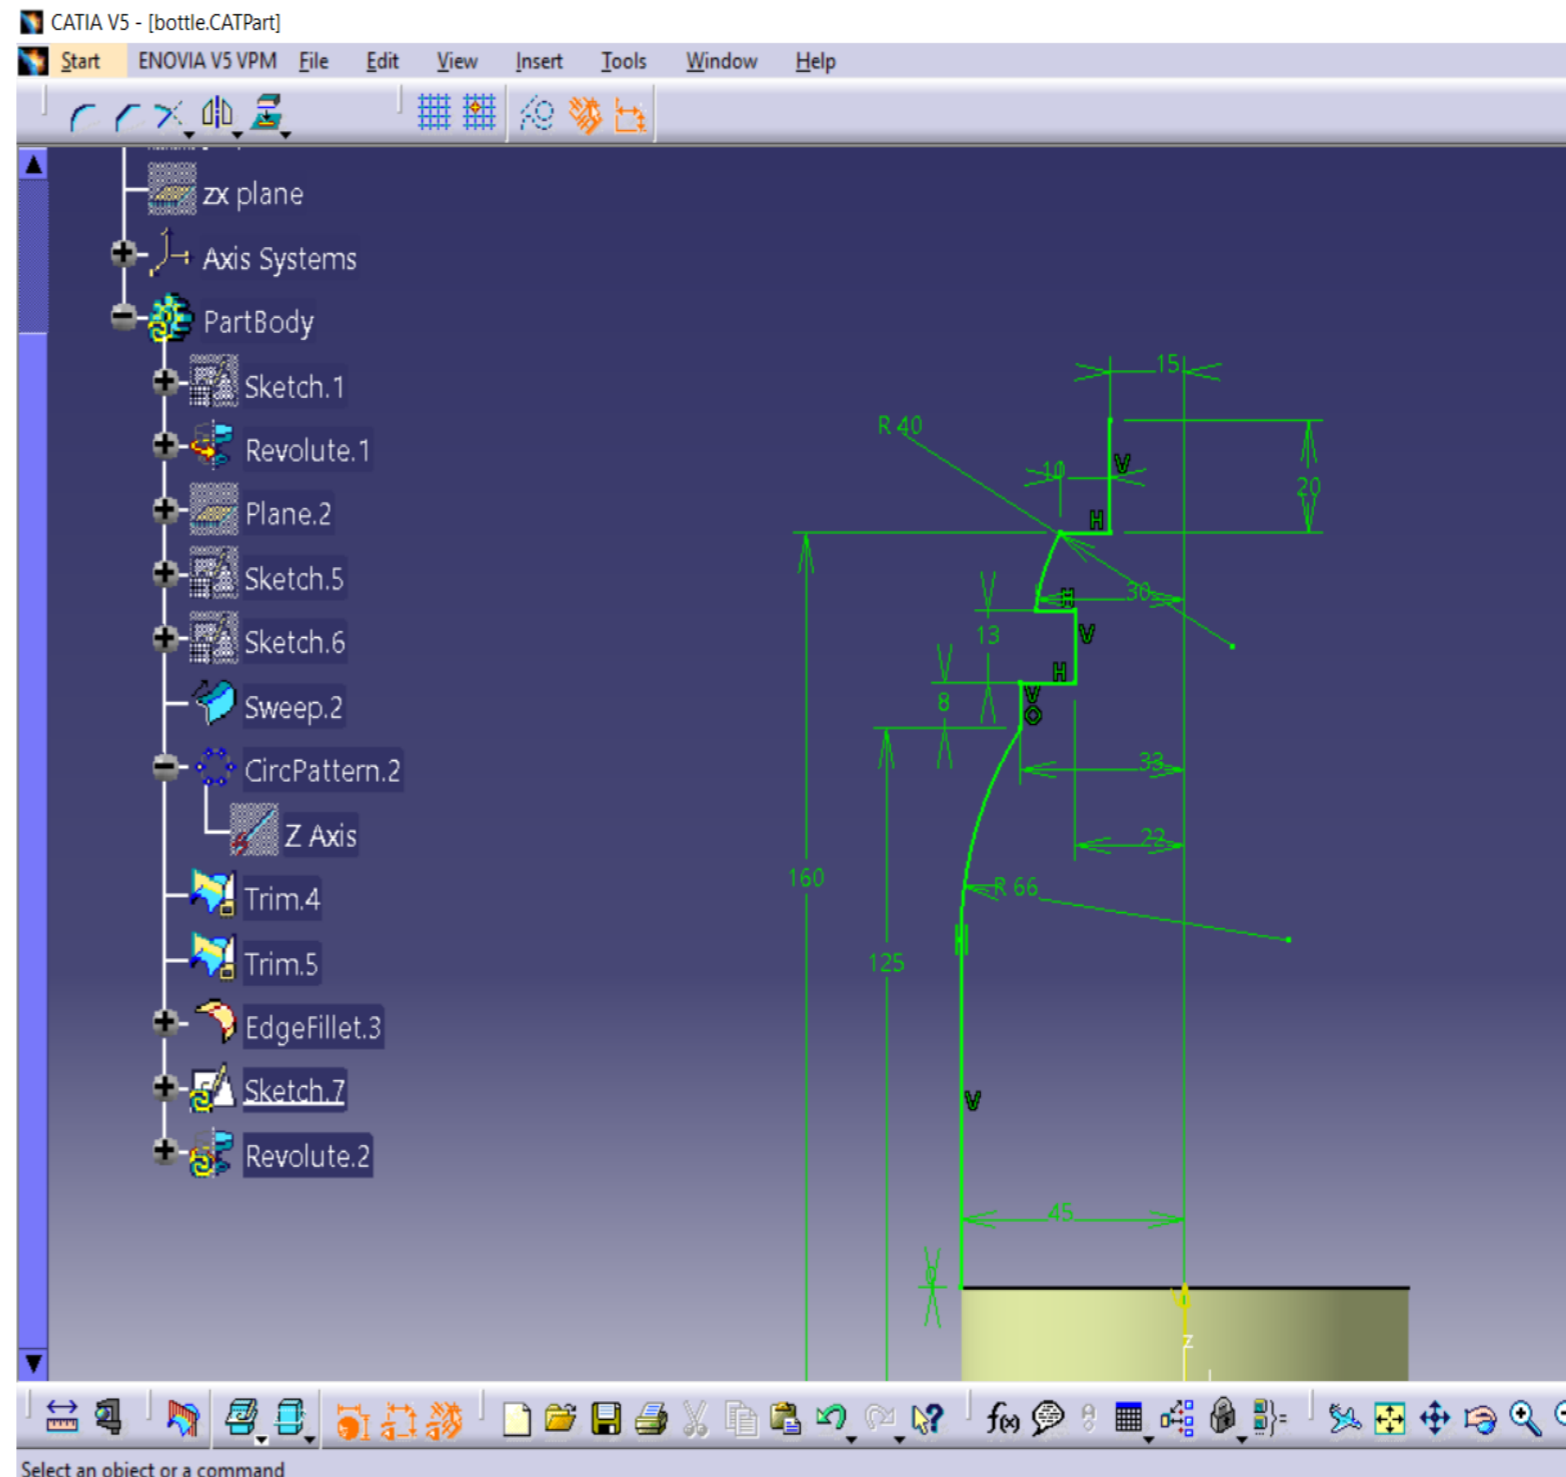 CATIA V5 - [bottle.CATPart]
Start ENOVIA V5 VPM File Edit View Insert Tools Window Help
zx plane
Axis Systems
PartBody
Sketch.1
Revolute.1
Plane.2
Sketch.5
Sketch.6
Sweep.2
CircPattern.2
Z Axis
Trim.4
Trim.5
EdgeFillet.3
Sketch.7
Revolute.2
15
R 40
10
V
20
H
30
H
13
V
H
8
V
33
22
160
R 66
125
V
45
0
z
f(x)
Select an object or a command